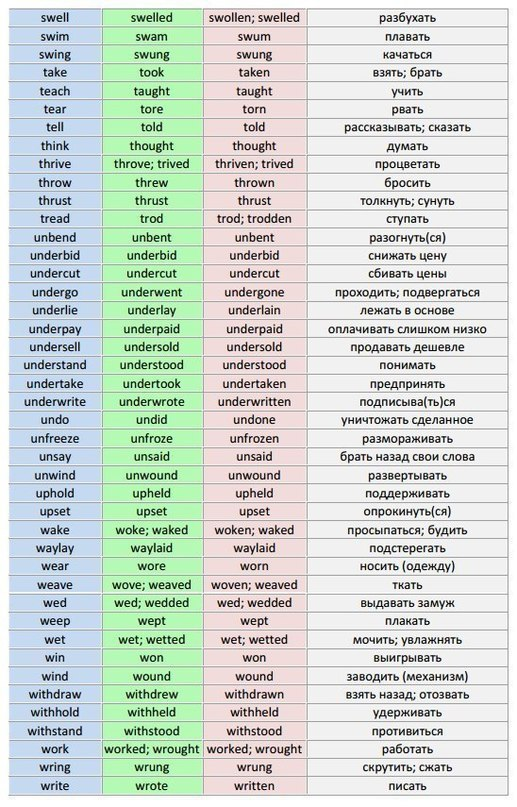 swell swelled swollen; swelled разбухать
swim swam swum плавать
swing swung swung качаться
take took taken взять; брать
teach taught taught учить
tear tore torn рвать
tell told told рассказывать; сказать
think thought thought думать
thrive throve; trived thriven; trived процветать
throw threw thrown бросить
thrust thrust thrust толкнуть; сунуть
tread trod trod; trodden ступать
unbend unbent unbent разогнуть(ся)
underbid underbid underbid снижать цену
undercut undercut undercut сбивать цены
undergo underwent undergone проходить; подвергаться
underlie underlay underlain лежать в основе
underpay underpaid underpaid оплачивать слишком низко
undersell undersold undersold продавать дешевле
understand understood understood понимать
undertake undertook undertaken предпринять
underwrite underwrote underwritten подписыва(ть)ся
undo undid undone уничтожать сделанное
unfreeze unfroze unfrozen размораживать
unsay unsaid unsaid брать назад свои слова
unwind unwound unwound развертывать
uphold upheld upheld поддерживать
upset upset upset опрокинуть(ся)
wake woke; waked woken; waked просыпаться; будить
waylay waylaid waylaid подстерегать
wear wore worn носить (одежду)
weave wove; weaved woven; weaved ткать
wed wed; wedded wed; wedded выдавать замуж
weep wept wept плакать
wet wet; wetted wet; wetted мочить; увлажнять
win won won выигрывать
wind wound wound заводить (механизм)
withdraw withdrew withdrawn взять назад; отозвать
withhold withheld withheld удерживать
withstand withstood withstood противиться
work worked; wrought worked; wrought работать
wring wrung wrung скрутить; сжать
write wrote written писать